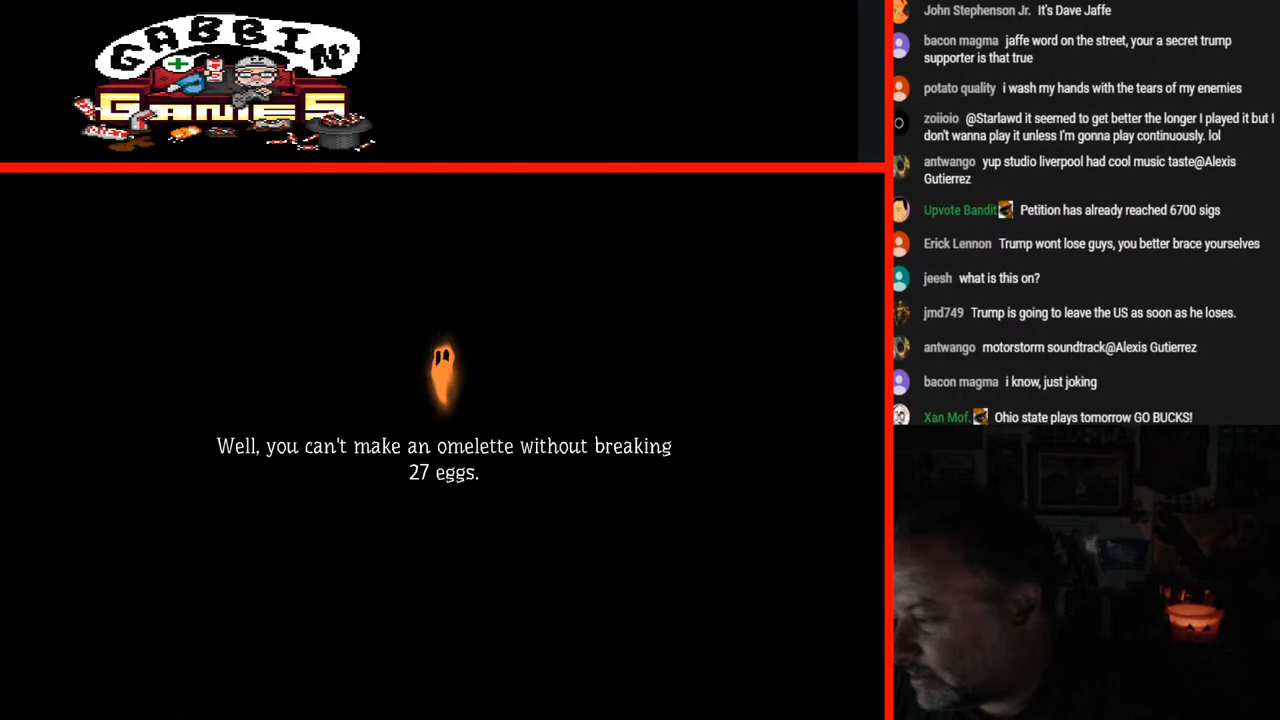 GABBIN'
GAMES
Well, you can't make an omelette without breaking
27 eggs.
John Stephenson Jr. It's Dave Jaffe
bacon magma jaffe word on the street, your a secret trump
supporter is that true
potato quality i wash my hands with the tears of my enemies
zoiioio @Starlawd it seemed to get better the longer I played it but I
don't wanna play it unless I'm gonna play continuously. lol
antwango yup studio liverpool had cool music taste@Alexis
Gutierrez
Upvote Bandit Petition has already reached 6700 sigs
Erick Lennon Trump wont lose guys, you better brace yourselves
jeesh what is this on?
jmd749 Trump is going to leave the US as soon as he loses.
antwango motorstorm soundtrack@Alexis Gutierrez
bacon magma i know, just joking
Xan Mof. Ohio state plays tomorrow GO BUCKS!